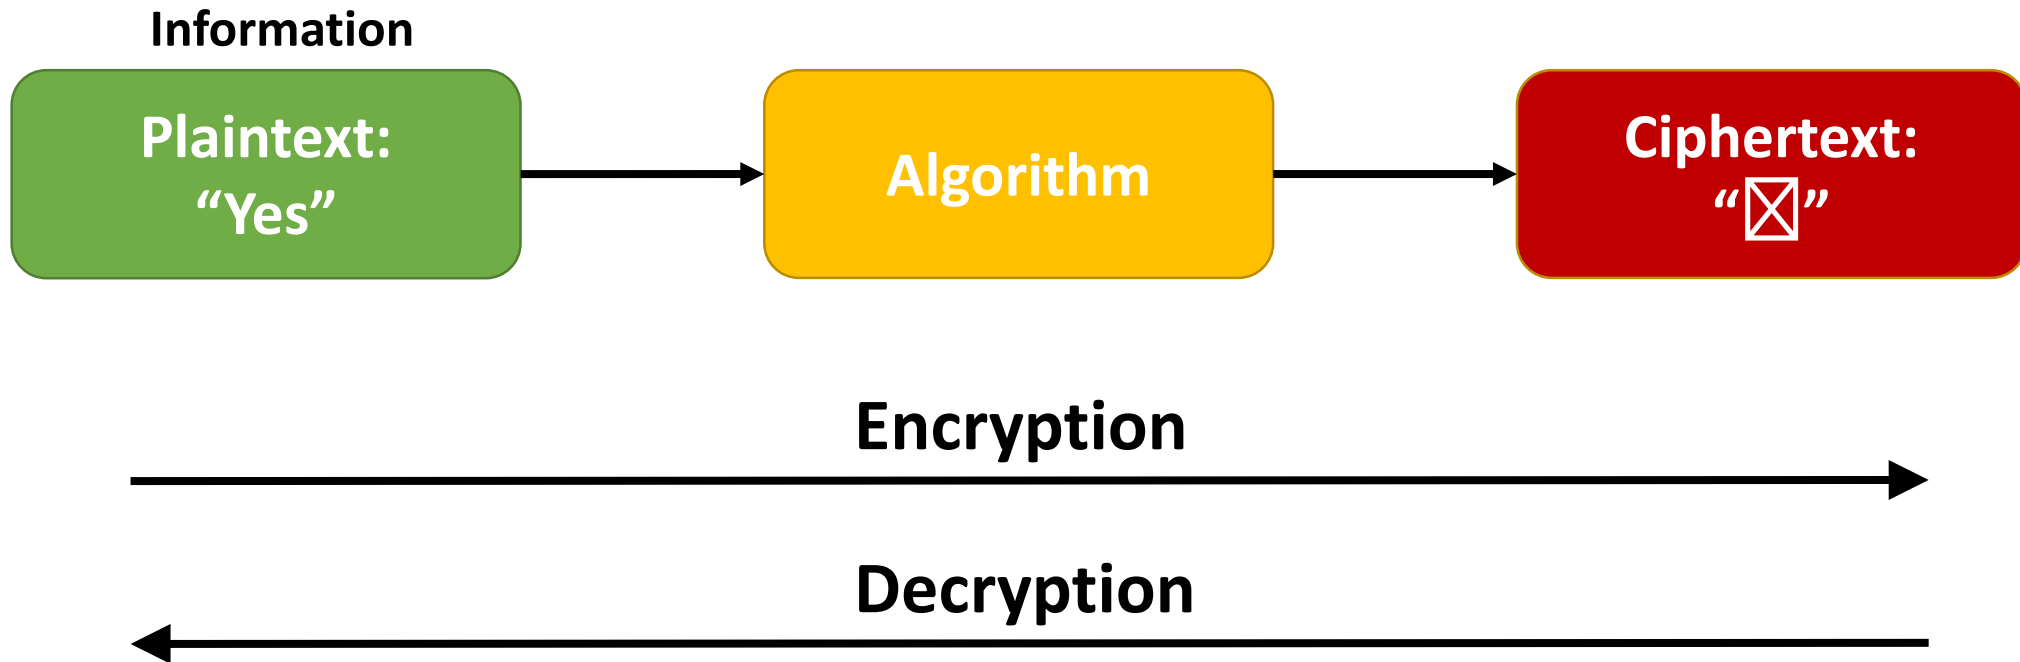 Information
Plaintext:
“Yes”
Algorithm
Ciphertext:
“”
Encryption
Decryption